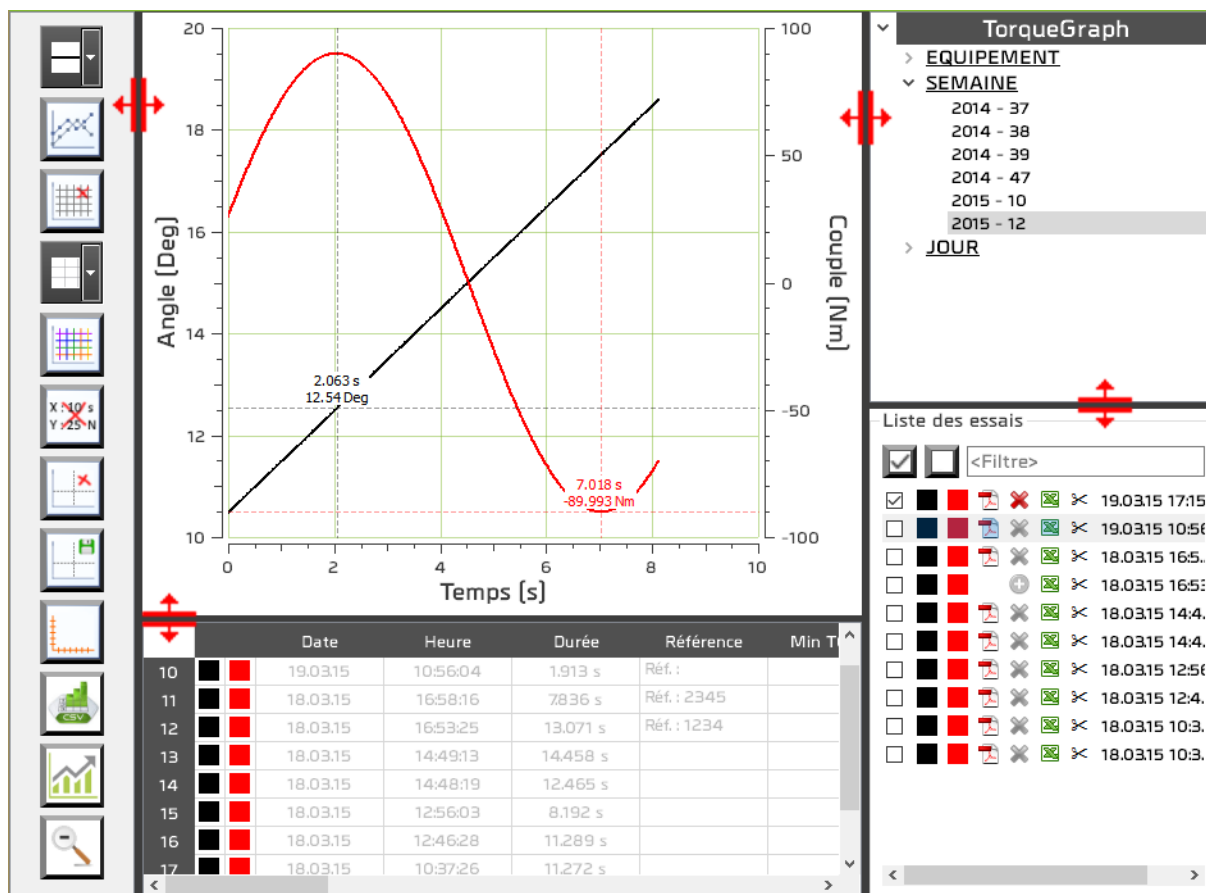 X : 10 s
Y : 25 N
CSV
20
18
16
14
12
10
Angle [Deg]
100
50
0
-50
-100
Couple [Nm]
2.063 s
12.54 Deg
7.018 s
-89.993 Nm
0 2 4 6 8 10
Temps [s]
TorqueGraph
EQUIPEMENT
SEMAINE
2014 - 37
2014 - 38
2014 - 39
2014 - 47
2015 - 10
2015 - 12
JOUR
Liste des essais
<Filtre>
19.03.15 17:15
19.03.15 10:56
18.03.15 16:5..
18.03.15 16:53
18.03.15 14:4.
18.03.15 14:4.
18.03.15 12:56
18.03.15 12:4.
18.03.15 10:3.
18.03.15 10:3.
Date Heure Durée Référence Min
10 19.03.15 10:56:04 1.913 s Réf. :
11 18.03.15 16:58:16 7.836 s Réf. : 2345
12 18.03.15 16:53:25 13.071 s Réf. : 1234
13 18.03.15 14:49:13 14.458 s
14 18.03.15 14:48:19 12.465 s
15 18.03.15 12:56:03 8.192 s
16 18.03.15 12:46:28 11.289 s
17 18.03.15 10:37:26 11.272 s